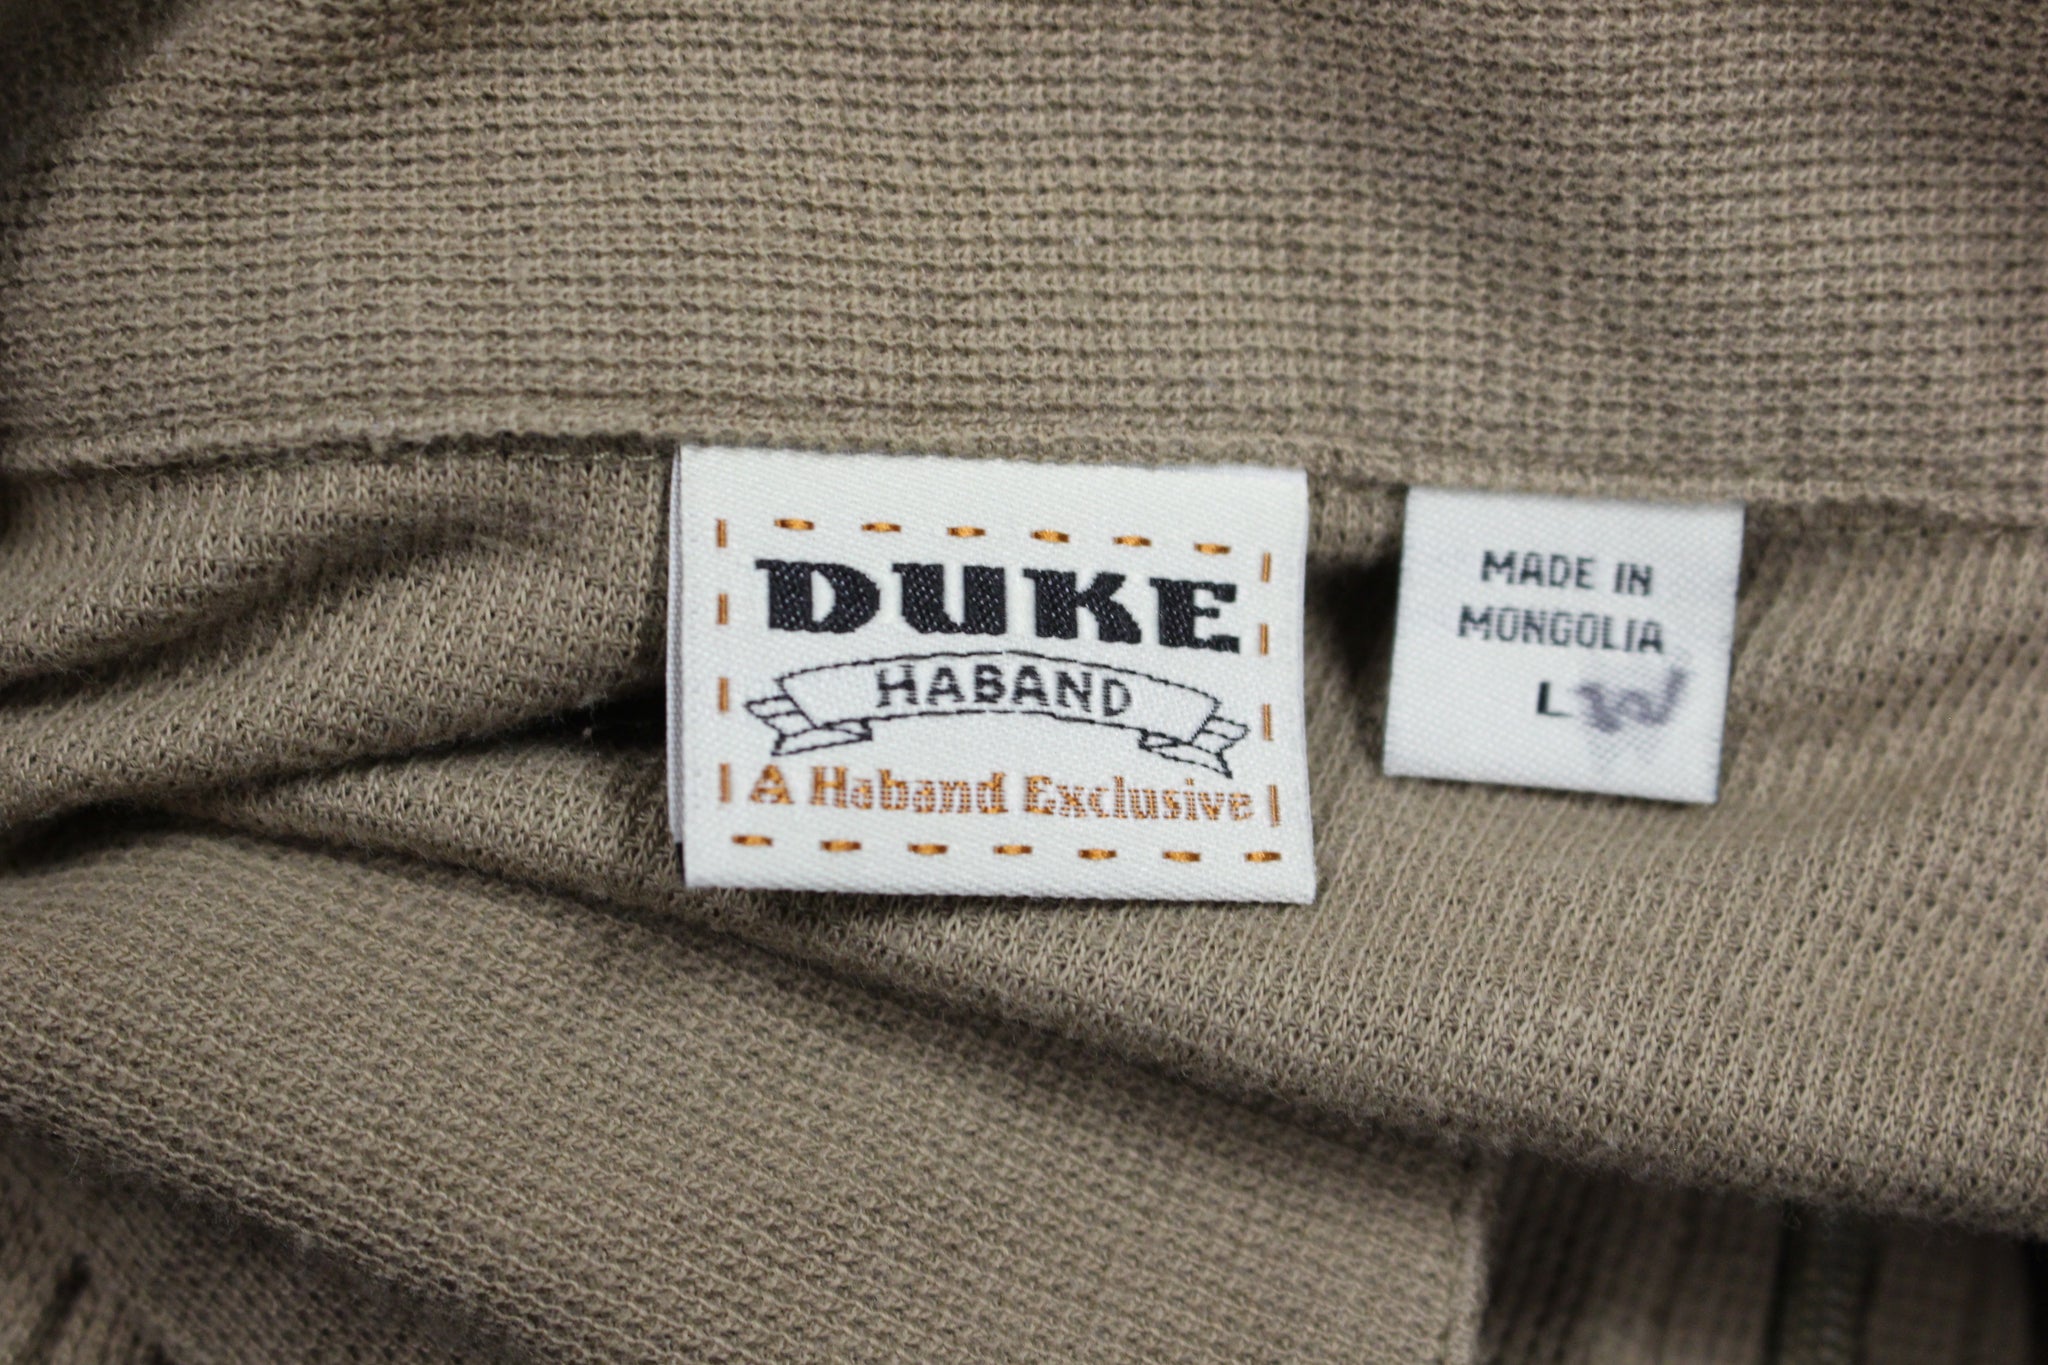 DUKE
HABAND
A Haband Exclusive
MADE IN
MONGOLIA
L